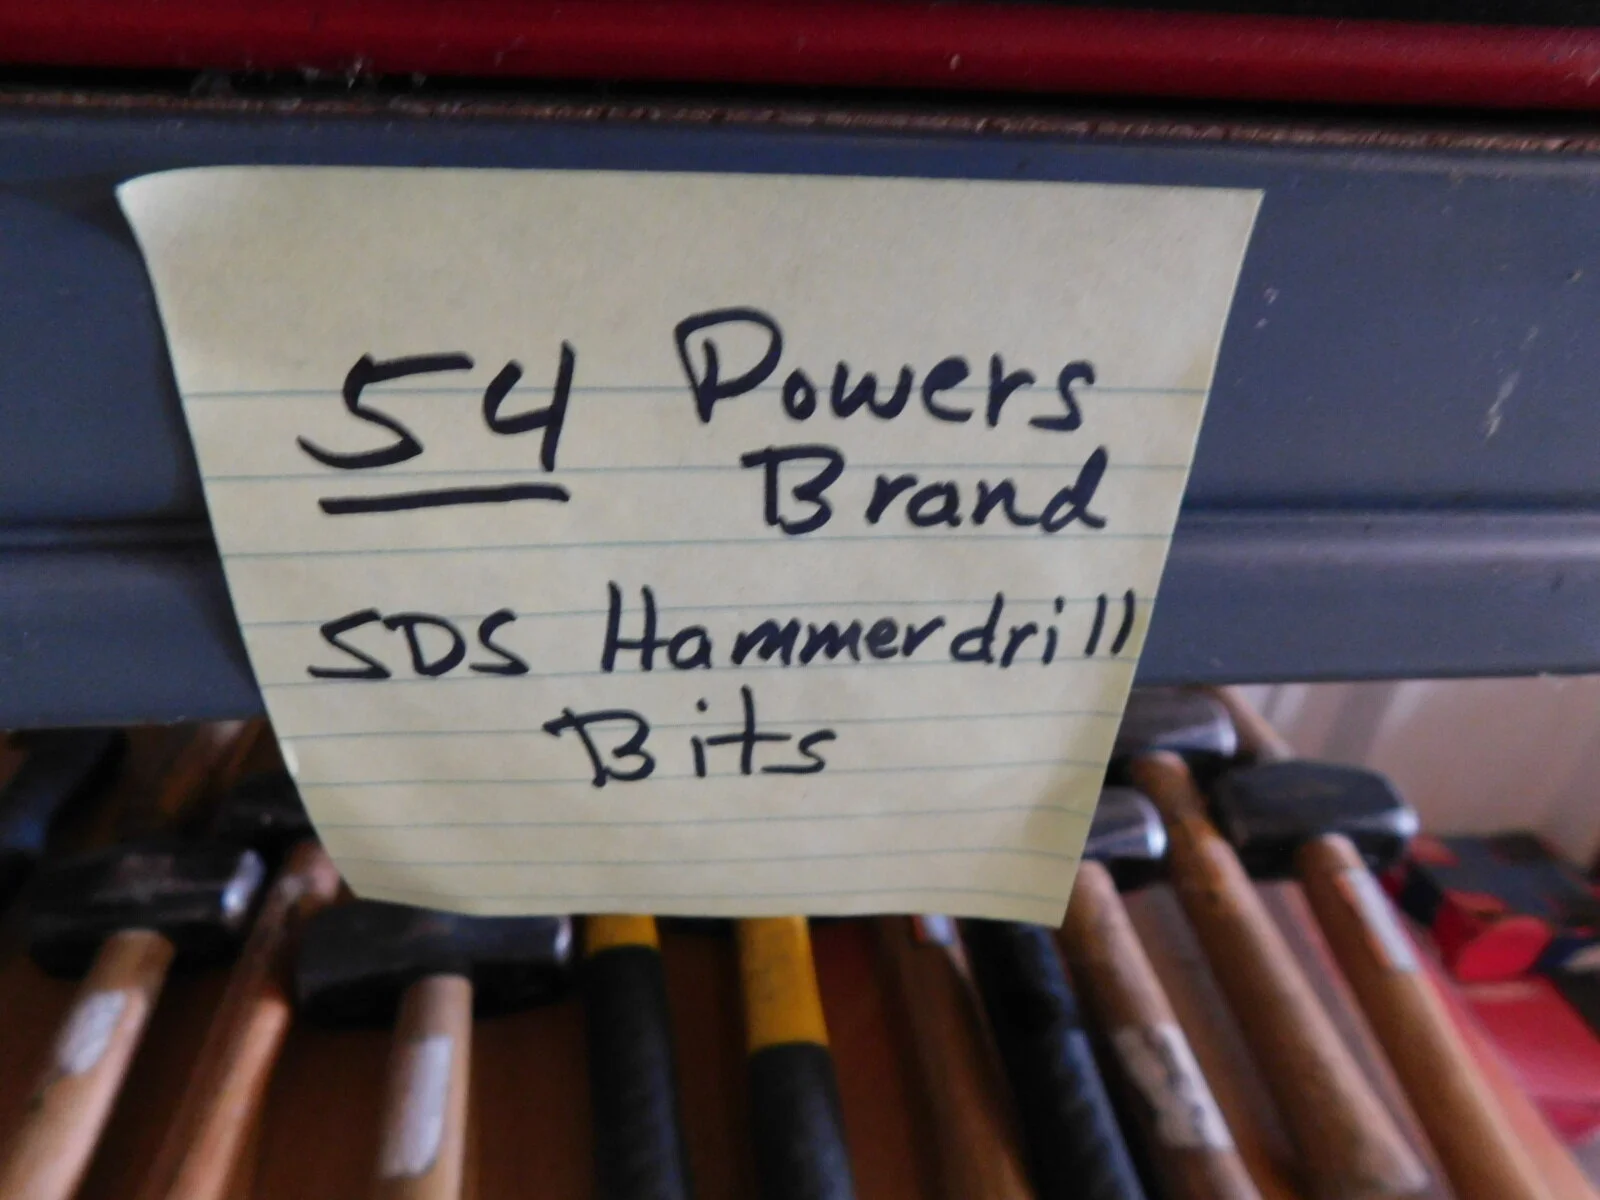 54 Powers
Brand
SDS Hammerdrill
Bits